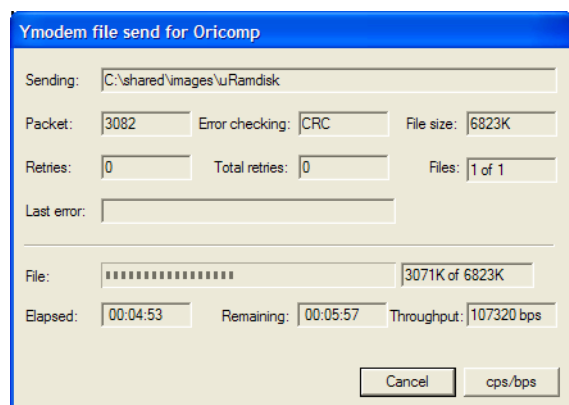 Ymodem file send for Oricomp
Sending: C:\shared\images\uRamdisk
Packet: 3082 Error checking: CRC File size: 6823K
Retries: 0 Total retries: 0 Files: 1 of 1
Last error:
File: 3071K of 6823K
Elapsed: 00:04:53 Remaining: 00:05:57 Throughput: 107320 bps
Cancel cps/bps